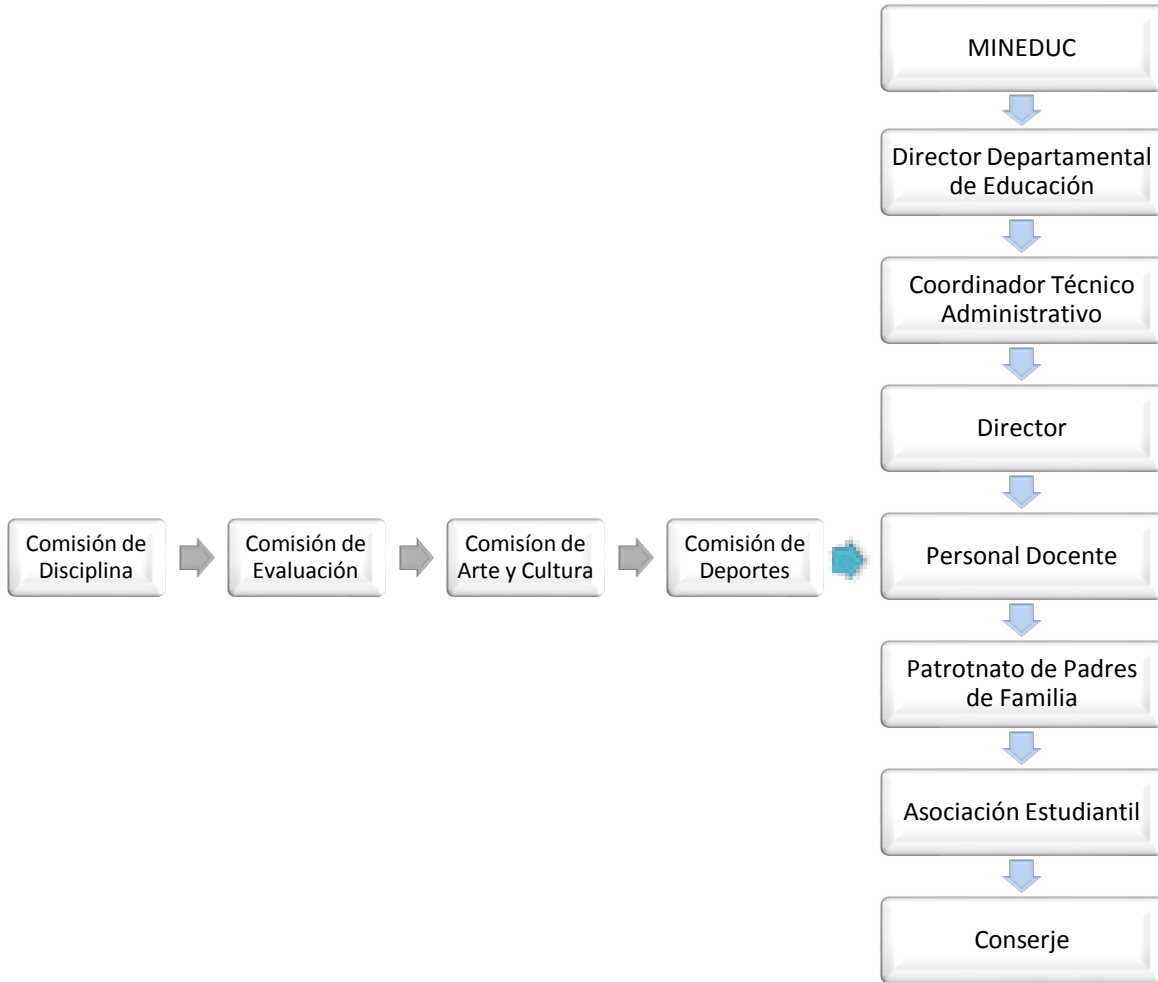 MINEDUC
Director Departamental
de Educación
Coordinador Técnico
Administrativo
Director
Comisión de
Disciplina
Comisión de
Evaluación
Comisíon de
Arte y Cultura
Comisión de
Deportes
Personal Docente
Patrotnato de Padres
de Familia
Asociación Estudiantil
Conserje